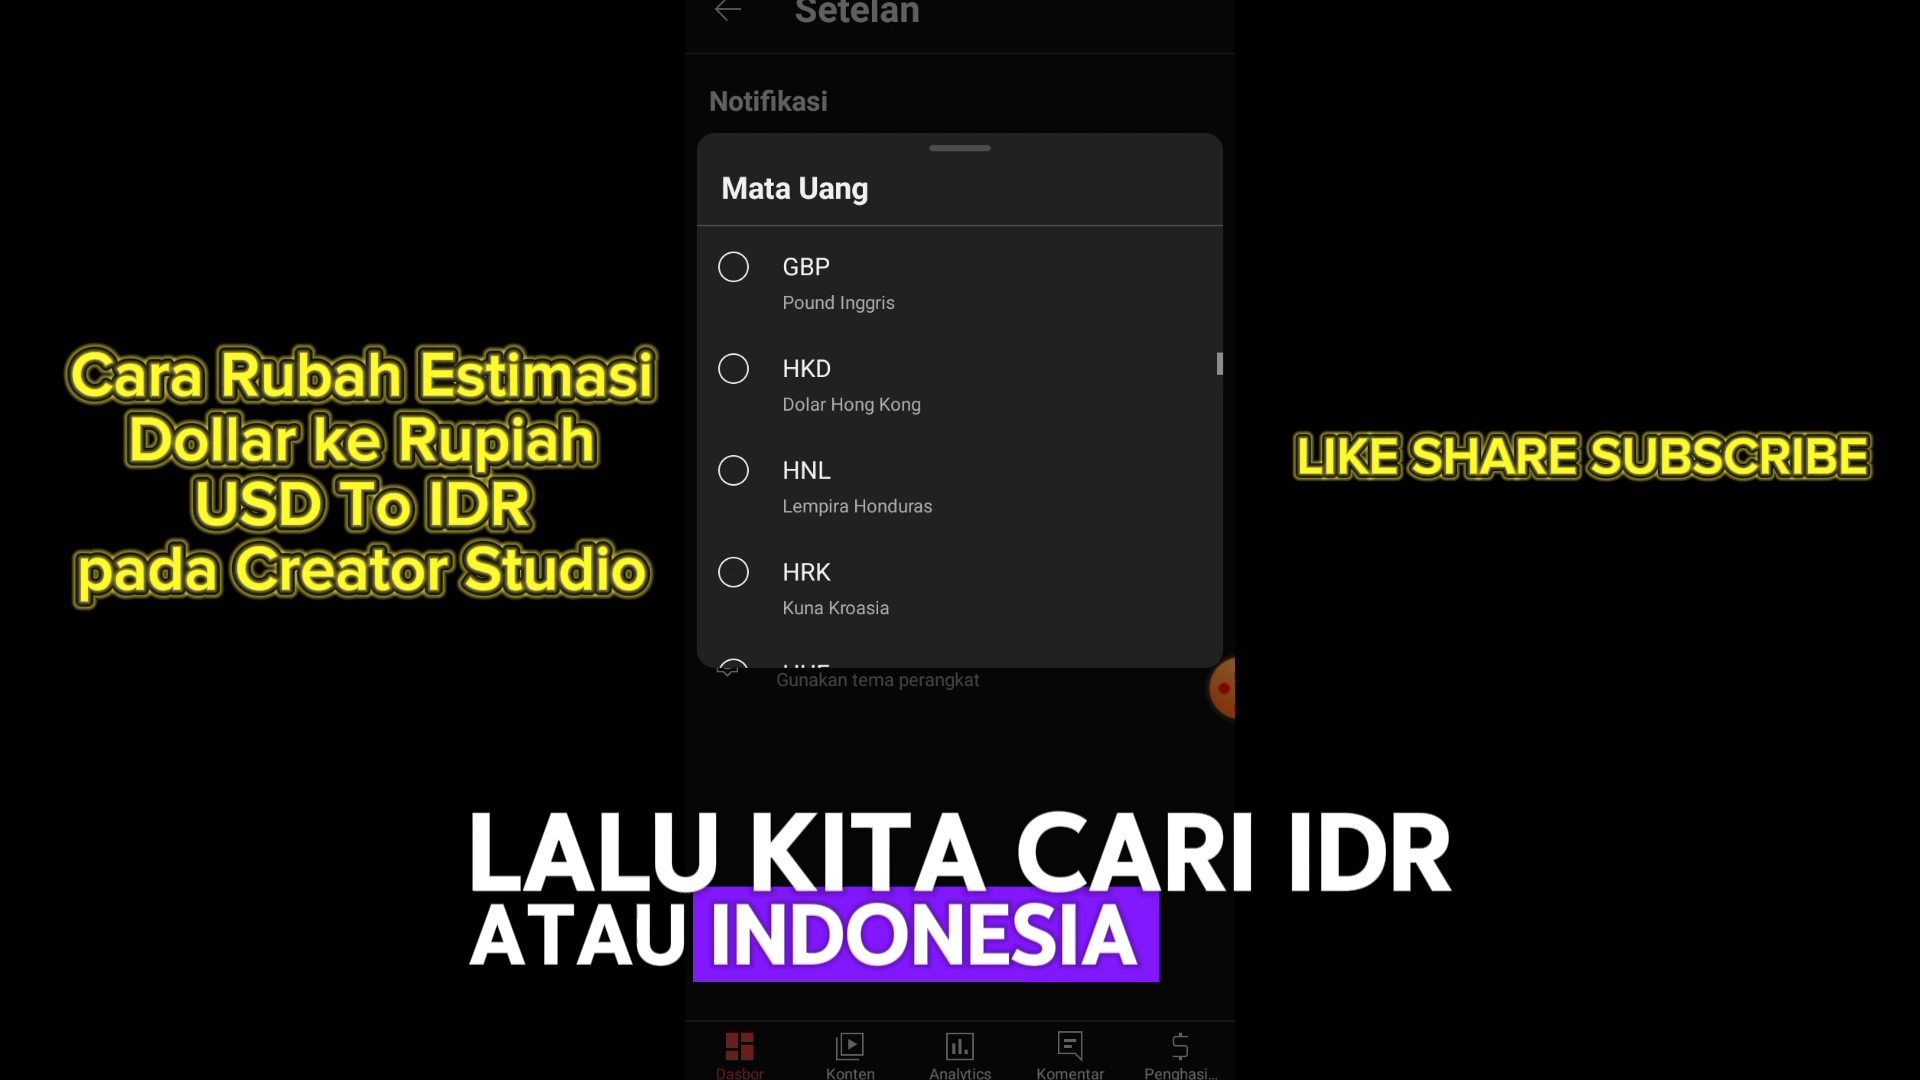 Setelan
Notifikasi
Mata Uang
GBP
Pound Inggris
HKD
Dolar Hong Kong
HNL
Lempira Honduras
HRK
Kuna Kroasia
Gunakan tema perangkat
Cara Rubah Estimasi
Dollar ke Rupiah
USD To IDR
pada Creator Studio
LIKE SHARE SUBSCRIBE
LALU KITA CARI IDR
ATAU INDONESIA
Dasbor
Konten
Analytics
Komentar
Penghasi...